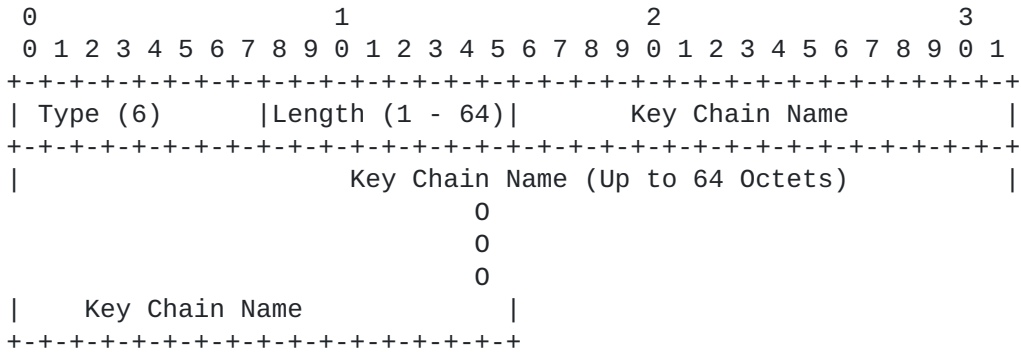 0                   1                   2                   3
 0 1 2 3 4 5 6 7 8 9 0 1 2 3 4 5 6 7 8 9 0 1 2 3 4 5 6 7 8 9 0 1
+-+-+-+-+-+-+-+-+-+-+-+-+-+-+-+-+-+-+-+-+-+-+-+-+-+-+-+-+-+-+-+-+
| Type (6)      |Length (1 - 64)|       Key Chain Name          |
+-+-+-+-+-+-+-+-+-+-+-+-+-+-+-+-+-+-+-+-+-+-+-+-+-+-+-+-+-+-+-+-+
|                     Key Chain Name (Up to 64 Octets)          |
                              O
                              O
                              O
|    Key Chain Name             |
+-+-+-+-+-+-+-+-+-+-+-+-+-+-+-+-+